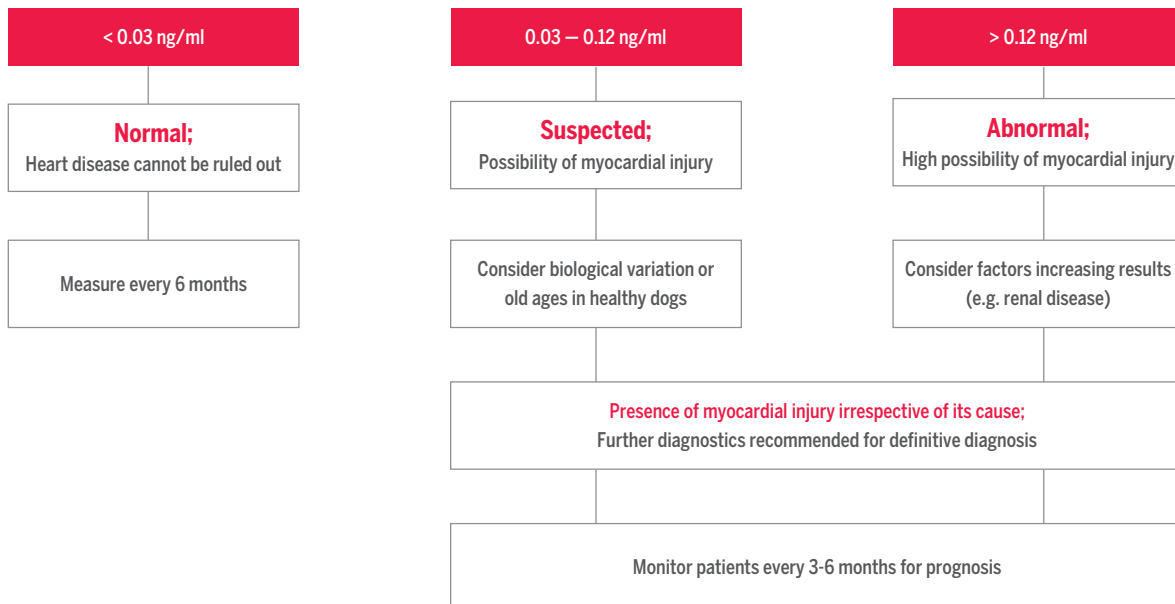 < 0.03 ng/ml
0.03 – 0.12 ng/ml
> 0.12 ng/ml
Normal;
Heart disease cannot be ruled out
Suspected;
Possibility of myocardial injury
Abnormal;
High possibility of myocardial injury
Measure every 6 months
Consider biological variation or
old ages in healthy dogs
Consider factors increasing results
(e.g. renal disease)
Presence of myocardial injury irrespective of its cause;
Further diagnostics recommended for definitive diagnosis
Monitor patients every 3-6 months for prognosis